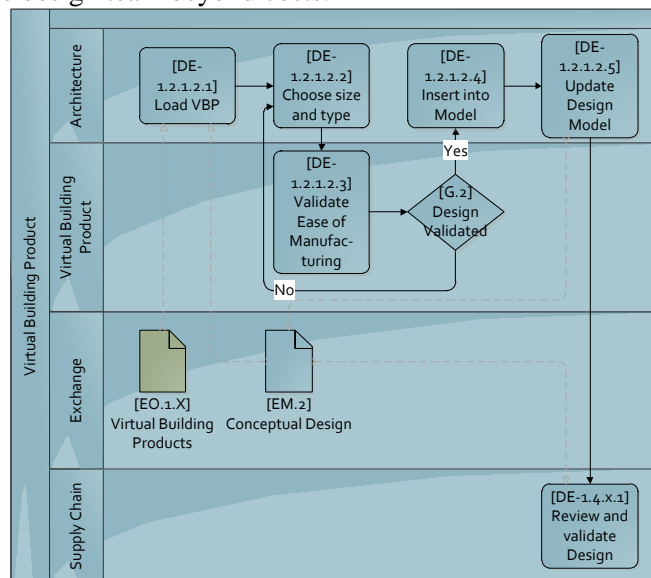 Virtual Building Product
Architecture
[DE-
1.2.1.2.1]
Load VBP
[DE-
1.2.1.2.2]
Choose size
and type
[DE-
1.2.1.2.4]
Insert into
Model
[DE-
1.2.1.2.5]
Update
Design
Model
Virtual Building
Product
[DE-
1.2.1.2.3]
Validate
Ease of
Manufac-
turing
Yes
[G.2]
Design
Validated
No
Exchange
[EO.1.X]
Virtual Building
Products
[EM.2]
Conceptual Design
Supply Chain
[DE-1.4.x.1]
Review and
validate
Design